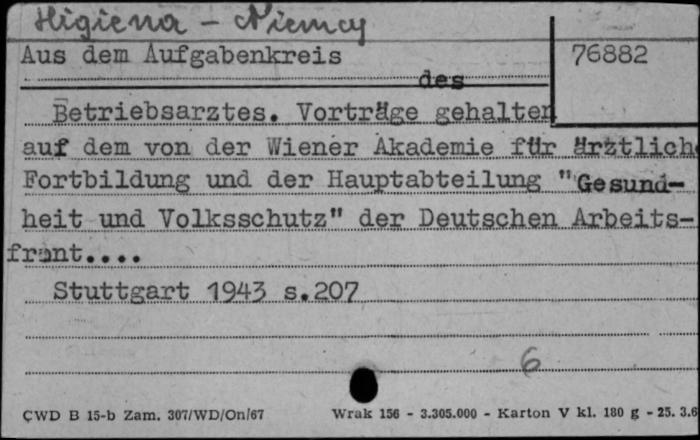 Higiena - Niemcy
Aus dem Aufgabenkreis 76882
des
Betriebsarztes. Vorträge gehalten
auf dem von der Wiener Akademie für ärztlich
Fortbildung und der Hauptabteilung "Gesund-
heit und Volksschutz" der Deutschen Arbeits-
front....
Stuttgart 1943 s.207
6
CWD B 15-b Zam. 307/WD/On/67 Wrak 156 - 3.305.000 - Karton V kl. 180 g - 25. 3.6